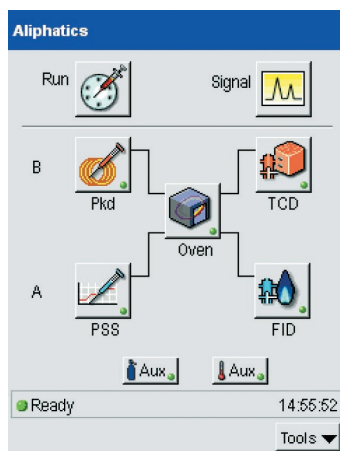 Aliphatics
Run Signal
B
Pkd TCD
Oven
A
PSS FID
Aux Aux
Ready 14:55:52
Tools